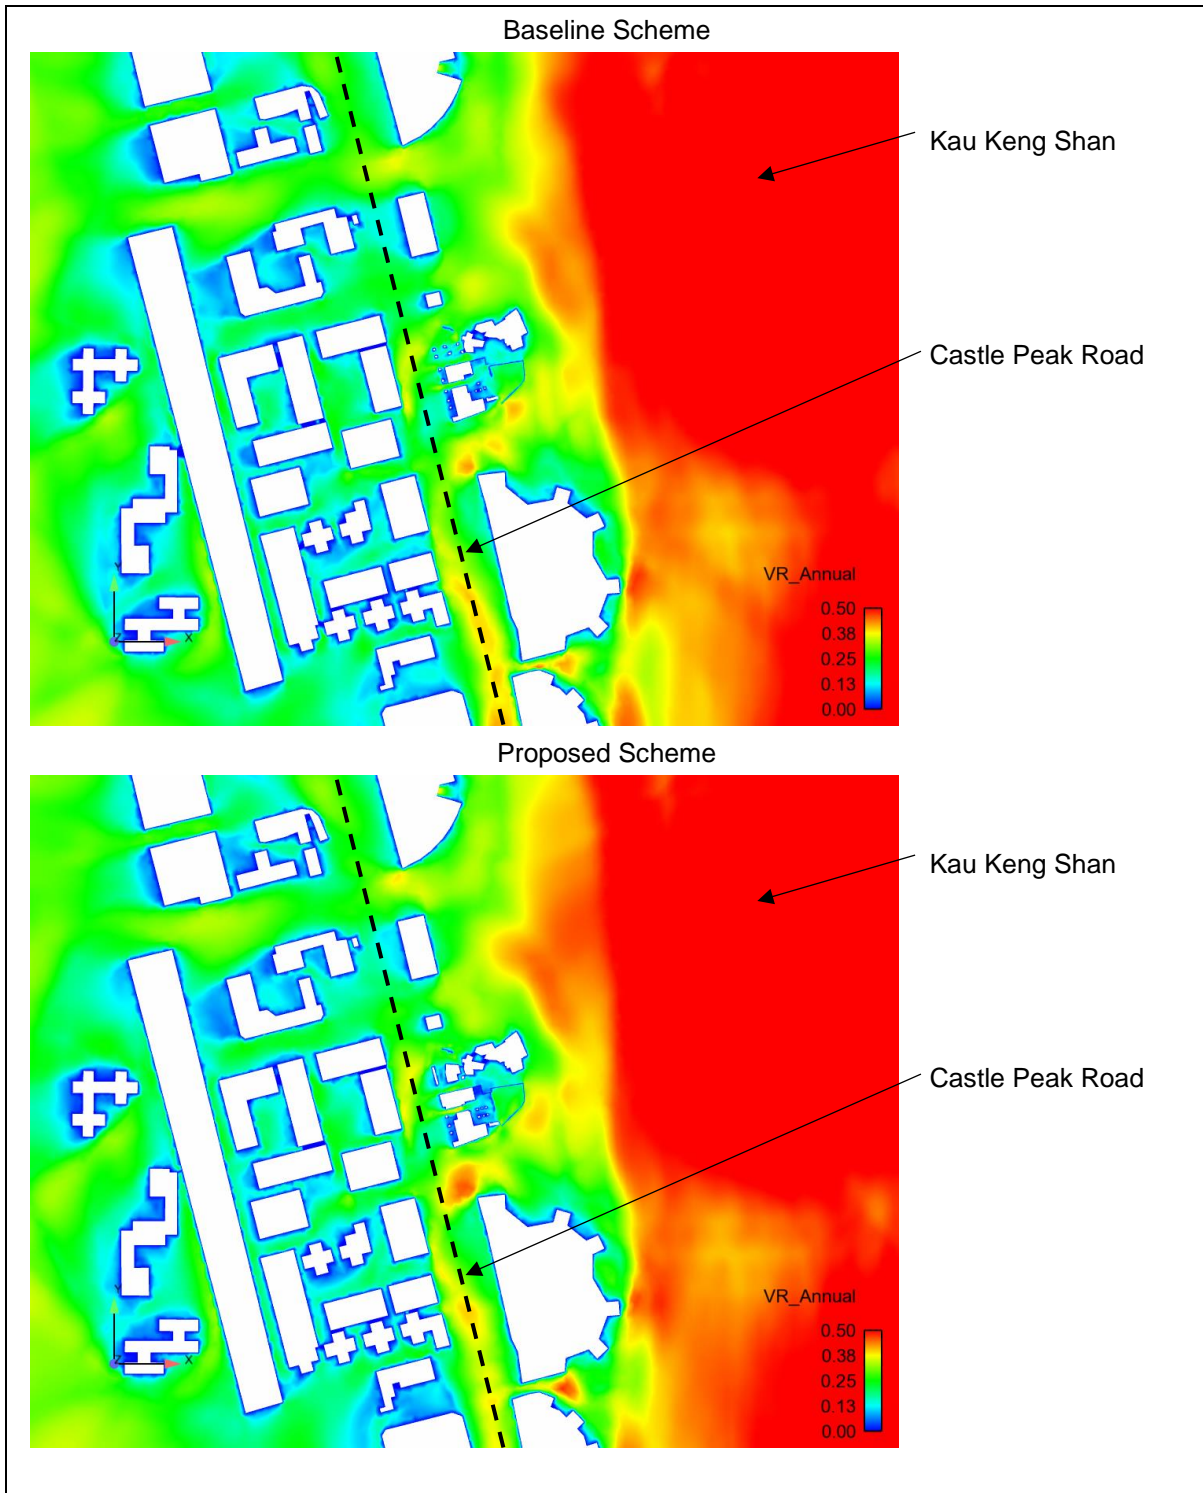 Baseline Scheme
Kau Keng Shan
Castle Peak Road
VR_Annual
0.50
0.38
0.25
0.13
0.00
Y
Z
X
Proposed Scheme
Kau Keng Shan
Castle Peak Road
VR_Annual
0.50
0.38
0.25
0.13
0.00
Y
Z
X